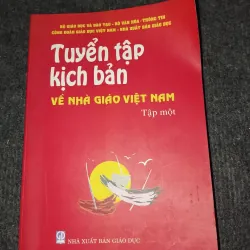 BỘ GIÁO DỤC VÀ ĐÀO TẠO - BỘ VĂN HÓA - THÔNG TIN
CÔNG ĐOÀN GIÁO DỤC VIỆT NAM - NHÀ XUẤT BẢN GIÁO DỤC
Tuyển tập
kịch bản
VỀ NHÀ GIÁO VIỆT NAM
Tập một
NHÀ XUẤT BẢN GIÁO DỤC